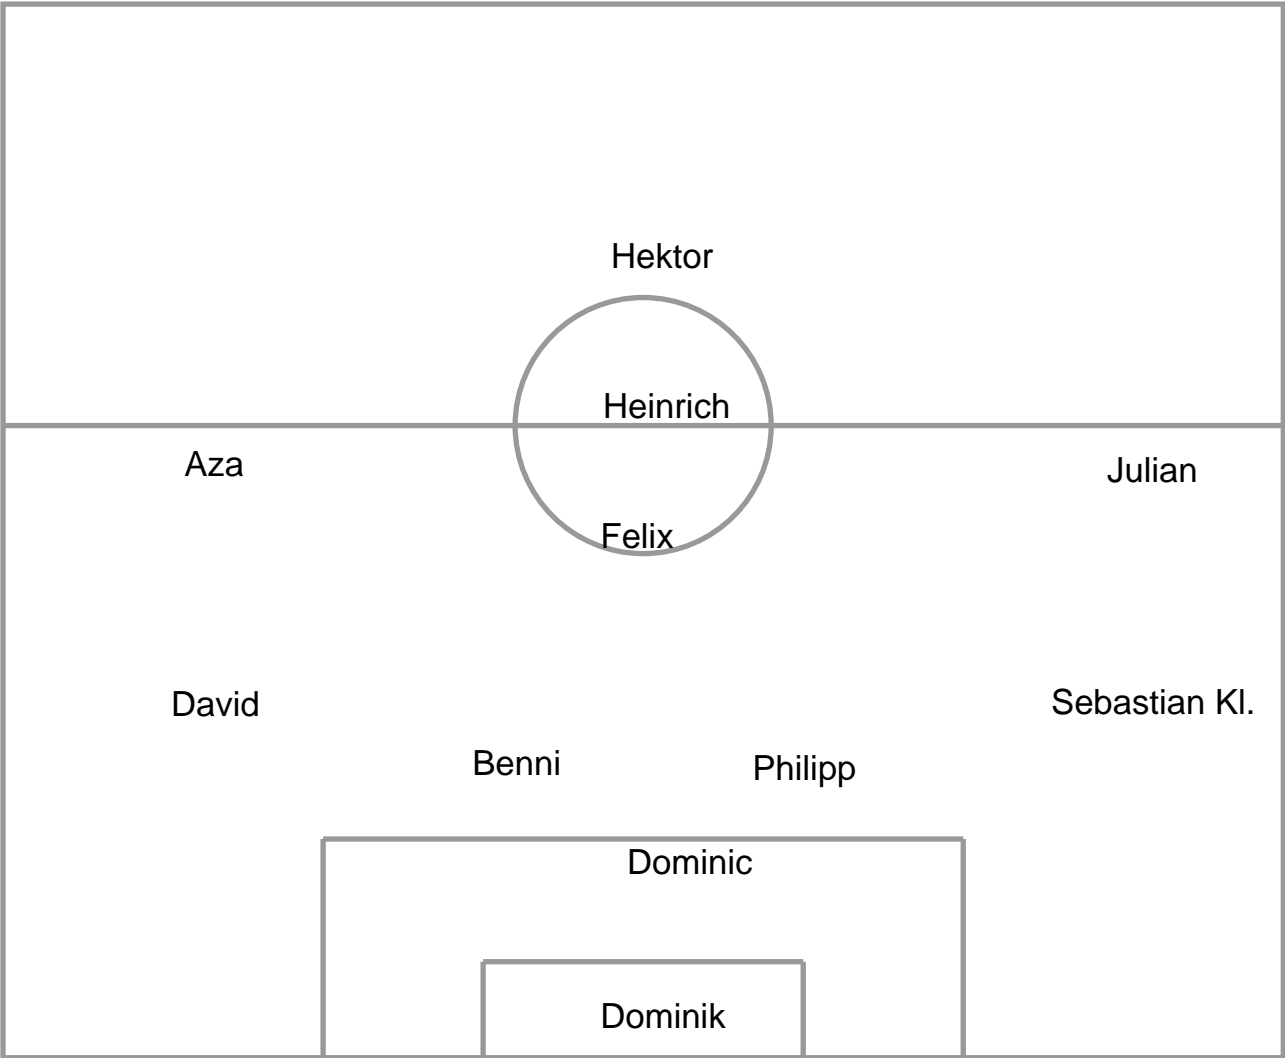 Hektor
Heinrich
Aza
Julian
Felix
David
Sebastian Kl.
Benni
Philipp
Dominic
Dominik